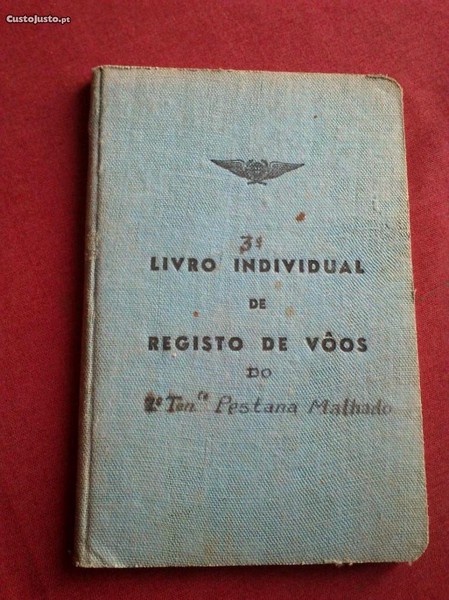 CustoJusto.pt
3º
LIVRO INDIVIDUAL
DE
REGISTO DE VÔOS
DO
2º Tenᵗᵉ Pestana Malhado